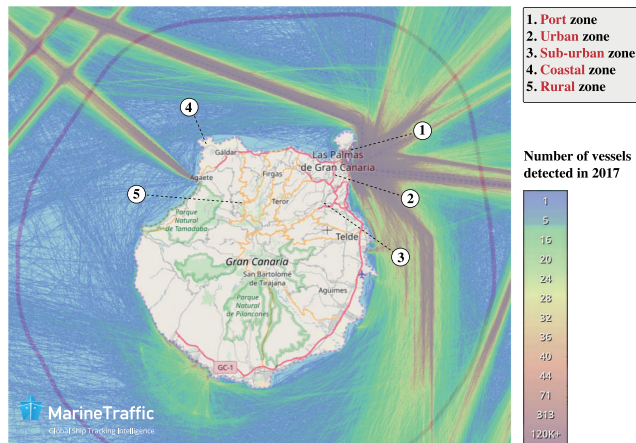 1. Port zone
2. Urban zone
3. Sub-urban zone
4. Coastal zone
5. Rural zone
4
1
Gáldar
Las Palmas
de Gran Canaria
Agaete
Firgas
5
Teror
2
Parque
Natural
de Tamadaba
Telde
3
Gran Canaria
San Bartolomé
de Tirajana
Agüimes
Parque
Natural
de Pilancones
GC-1
MarineTraffic
Global Ship Tracking Intelligence
Number of vessels
detected in 2017
1
5
16
20
24
28
32
36
40
44
71
313
120K+